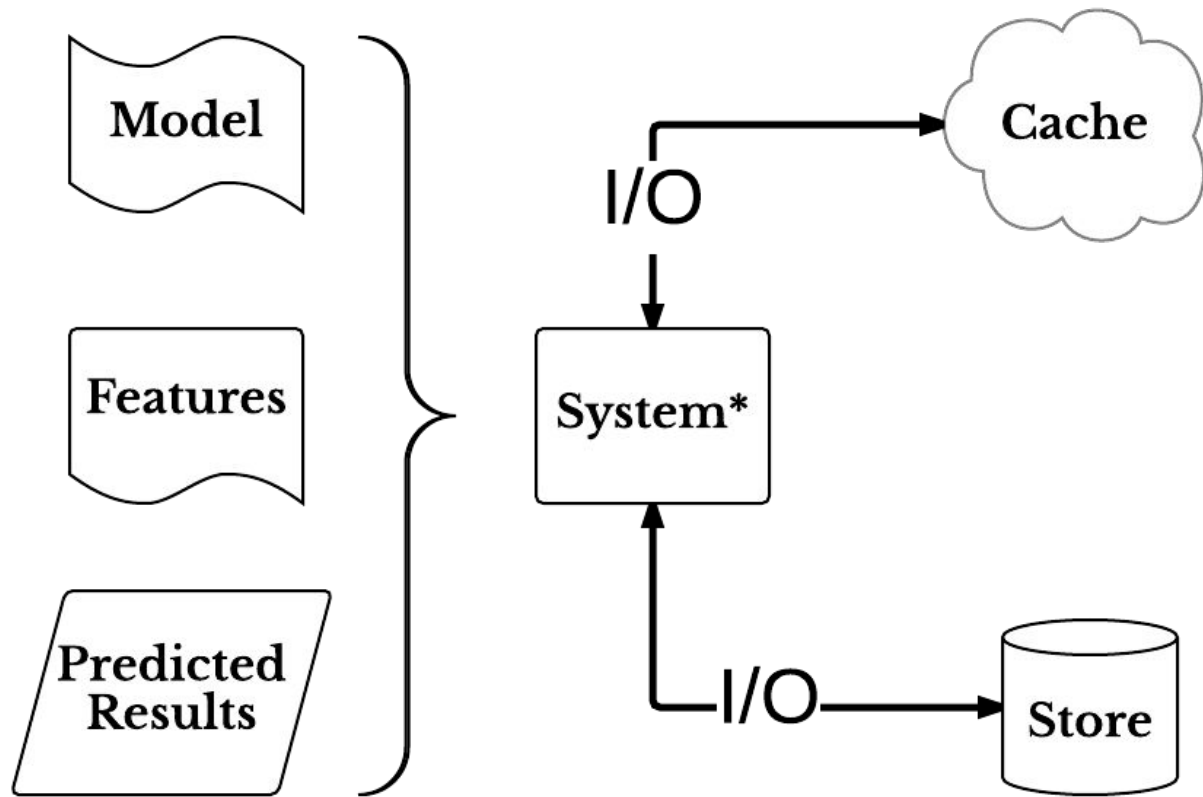 Model
Cache
I/O
Features
System*
Predicted
Results
I/O
Store